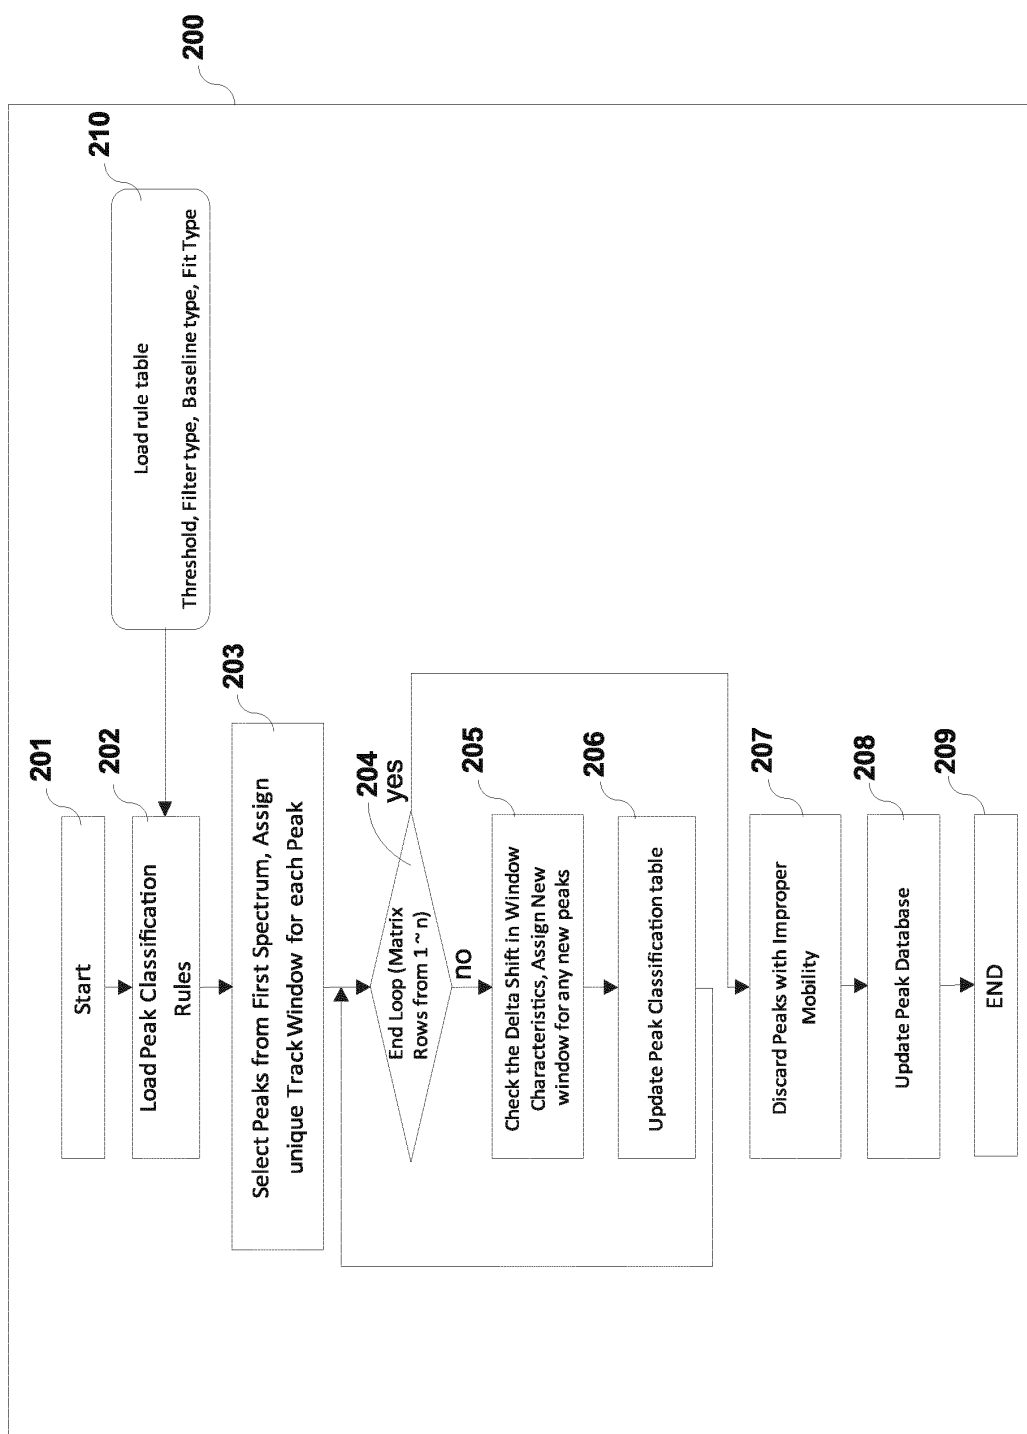 200
210
Load rule table
Threshold, Filter type, Baseline type, Fit Type
201
Start
202
Load Peak Classification
Rules
203
Select Peaks from First Spectrum, Assign
unique Track Window for each Peak
204
End Loop (Matrix
Rows from 1 ~ n)
yes
no
205
Check the Delta Shift in Window
Characteristics, Assign New
window for any new peaks
206
Update Peak Classification table
207
Discard Peaks with Improper
Mobility
208
Update Peak Database
209
END